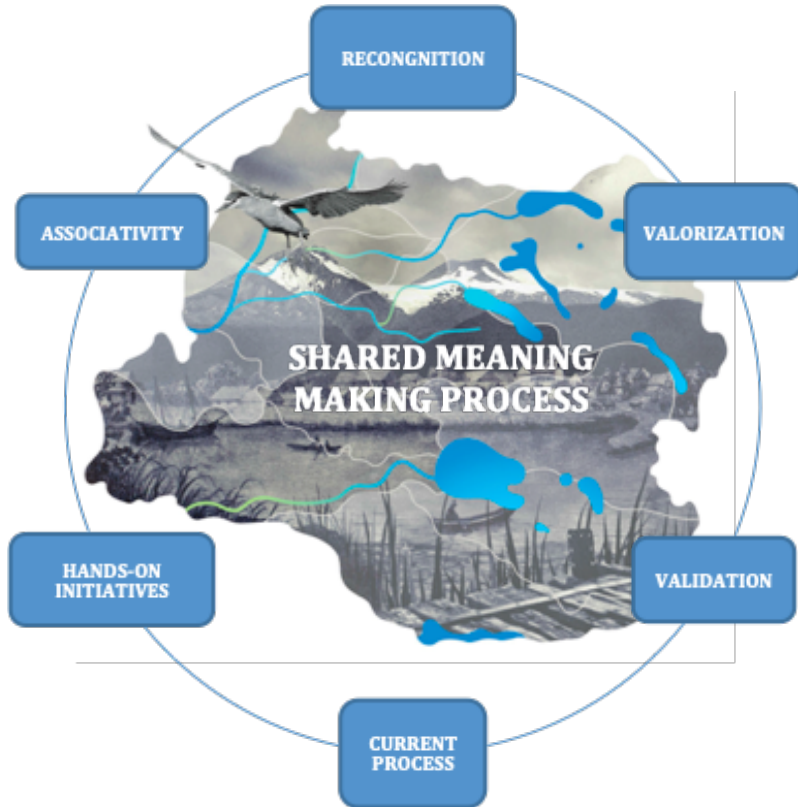 RECONGNITION
ASSOCIATIVITY
VALORIZATION
SHARED MEANING
MAKING PROCESS
HANDS-ON
INITIATIVES
VALIDATION
CURRENT
PROCESS